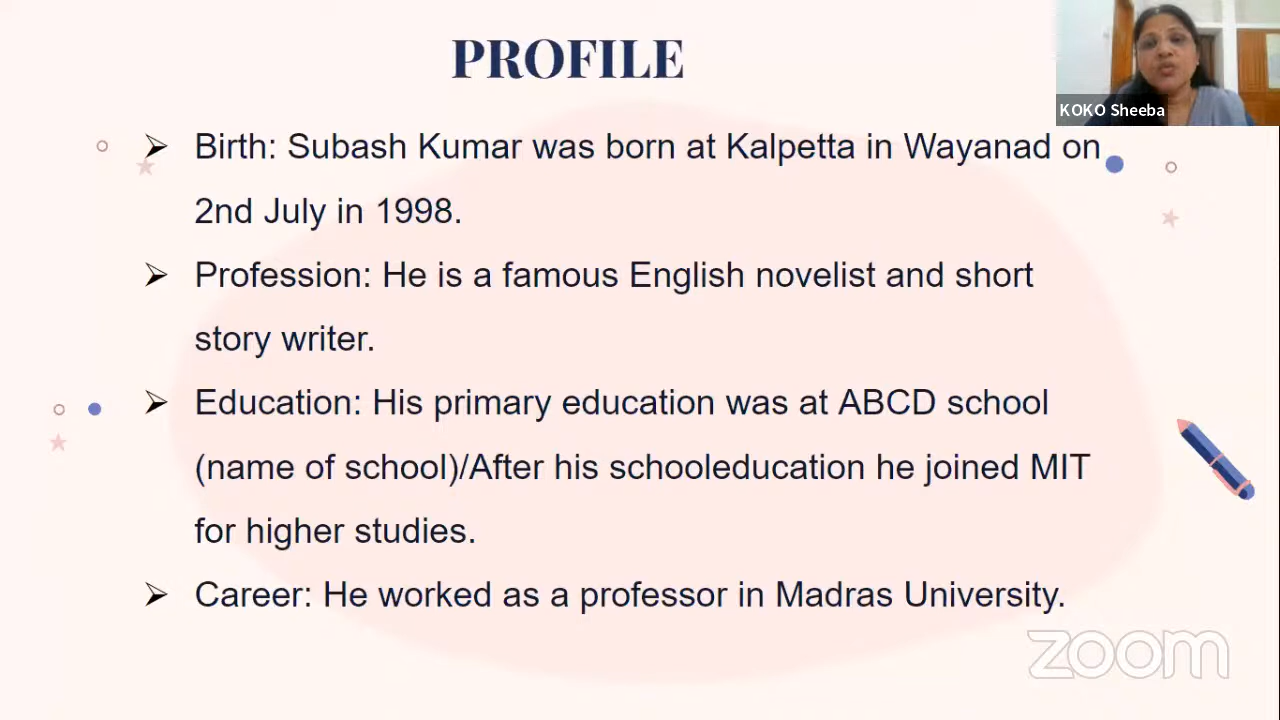 PROFILE
KOKO Sheeba
Birth: Subash Kumar was born at Kalpetta in Wayanad on
2nd July in 1998.
Profession: He is a famous English novelist and short
story writer.
Education: His primary education was at ABCD school
(name of school)/After his schooleducation he joined MIT
for higher studies.
Career: He worked as a professor in Madras University.
zoom